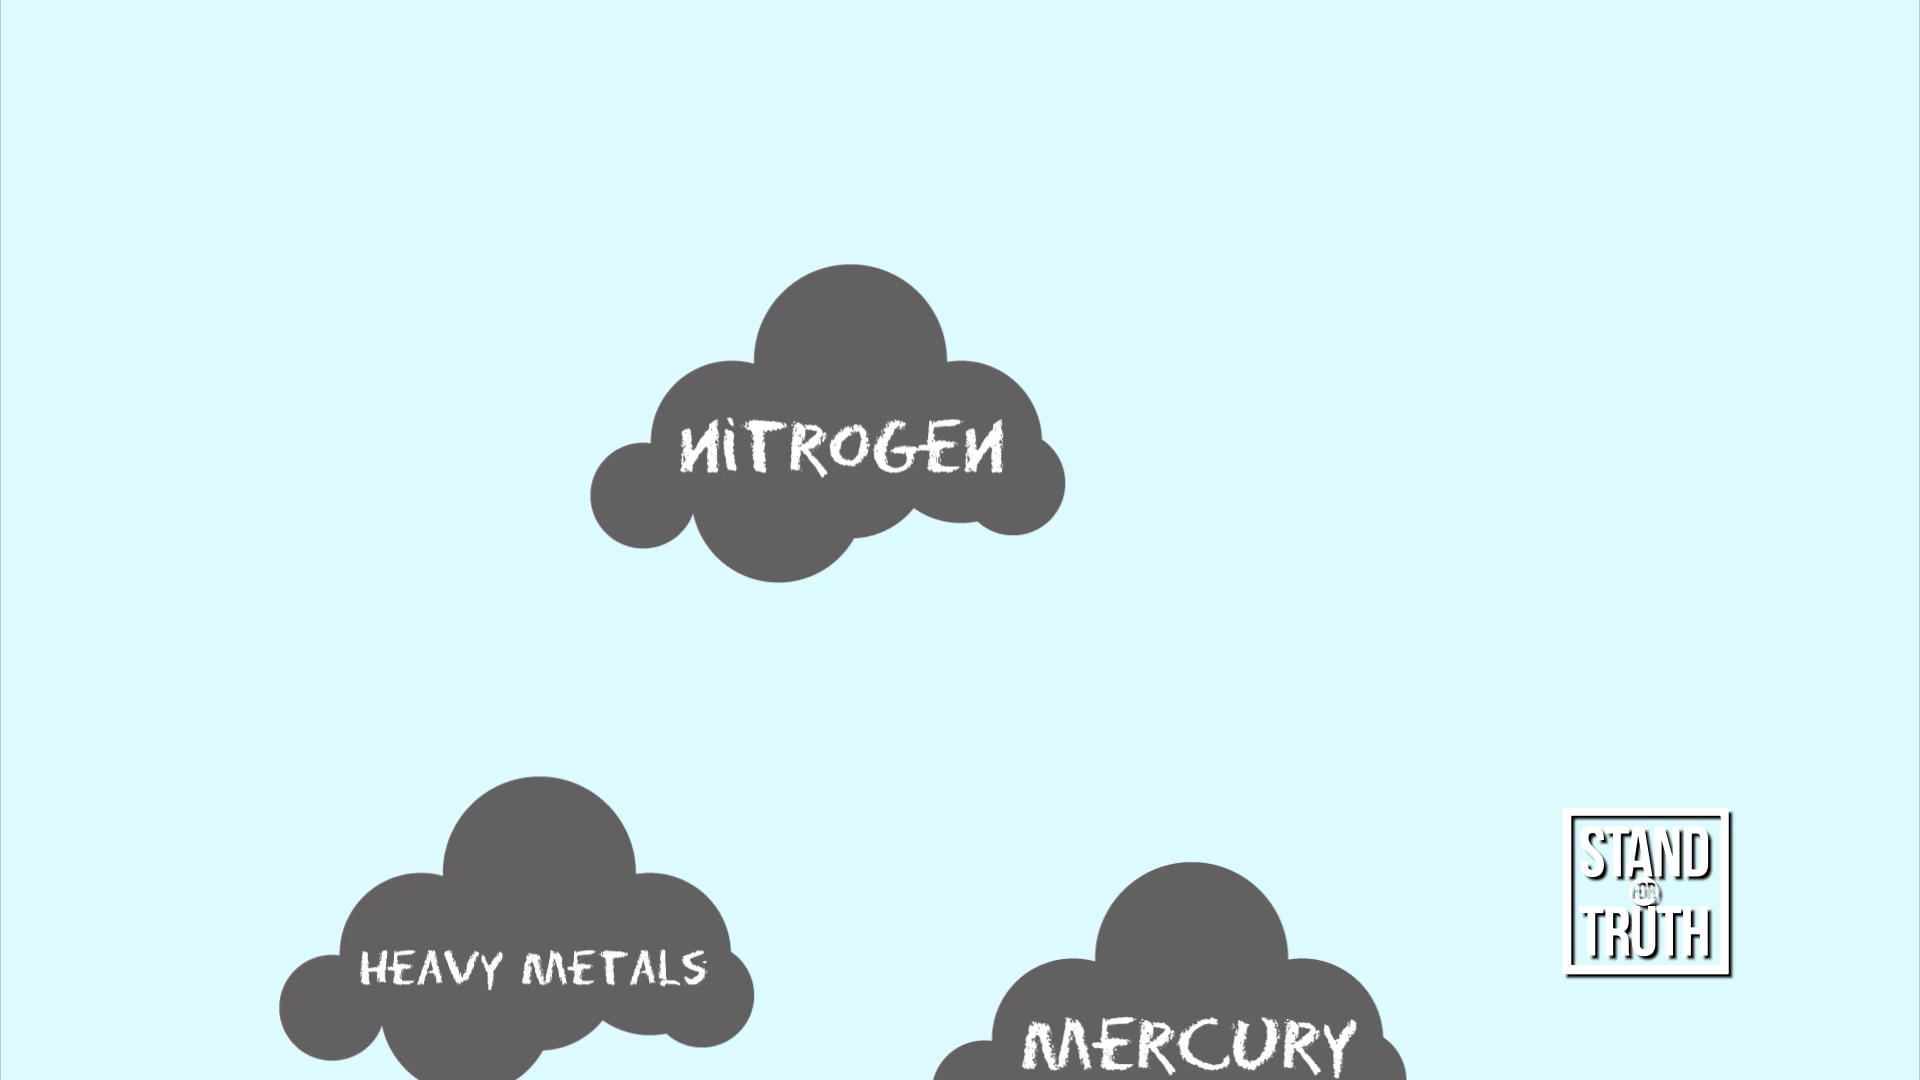 NiTROGEN
HEAVY METALS
MERCURY
STAND
FOR
TRUTH